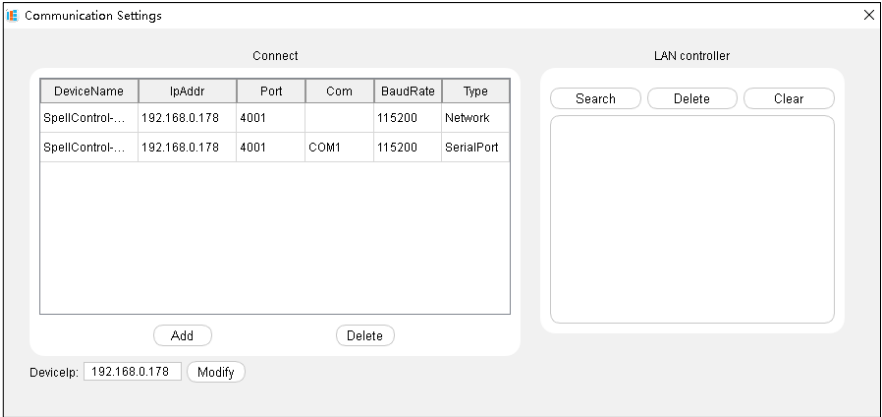 Communication Settings
Connect
DeviceName IpAddr Port Com BaudRate Type
SpellControl-... 192.168.0.178 4001 115200 Network
SpellControl-... 192.168.0.178 4001 COM1 115200 SerialPort
Add Delete
DeviceIp: 192.168.0.178 Modify
LAN controller
Search Delete Clear